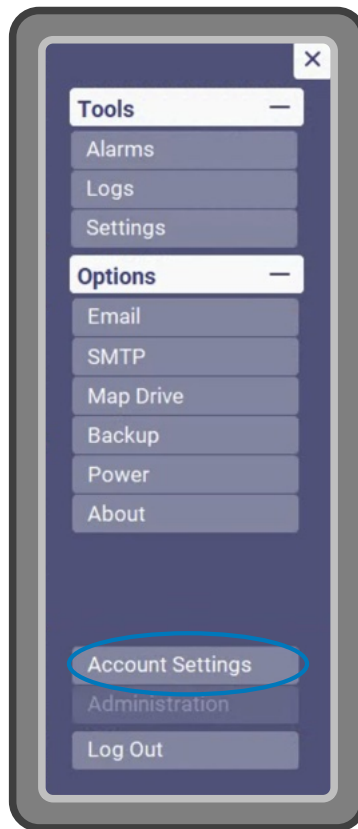 Tools
Alarms
Logs
Settings
Options
Email
SMTP
Map Drive
Backup
Power
About
Account Settings
Administration
Log Out